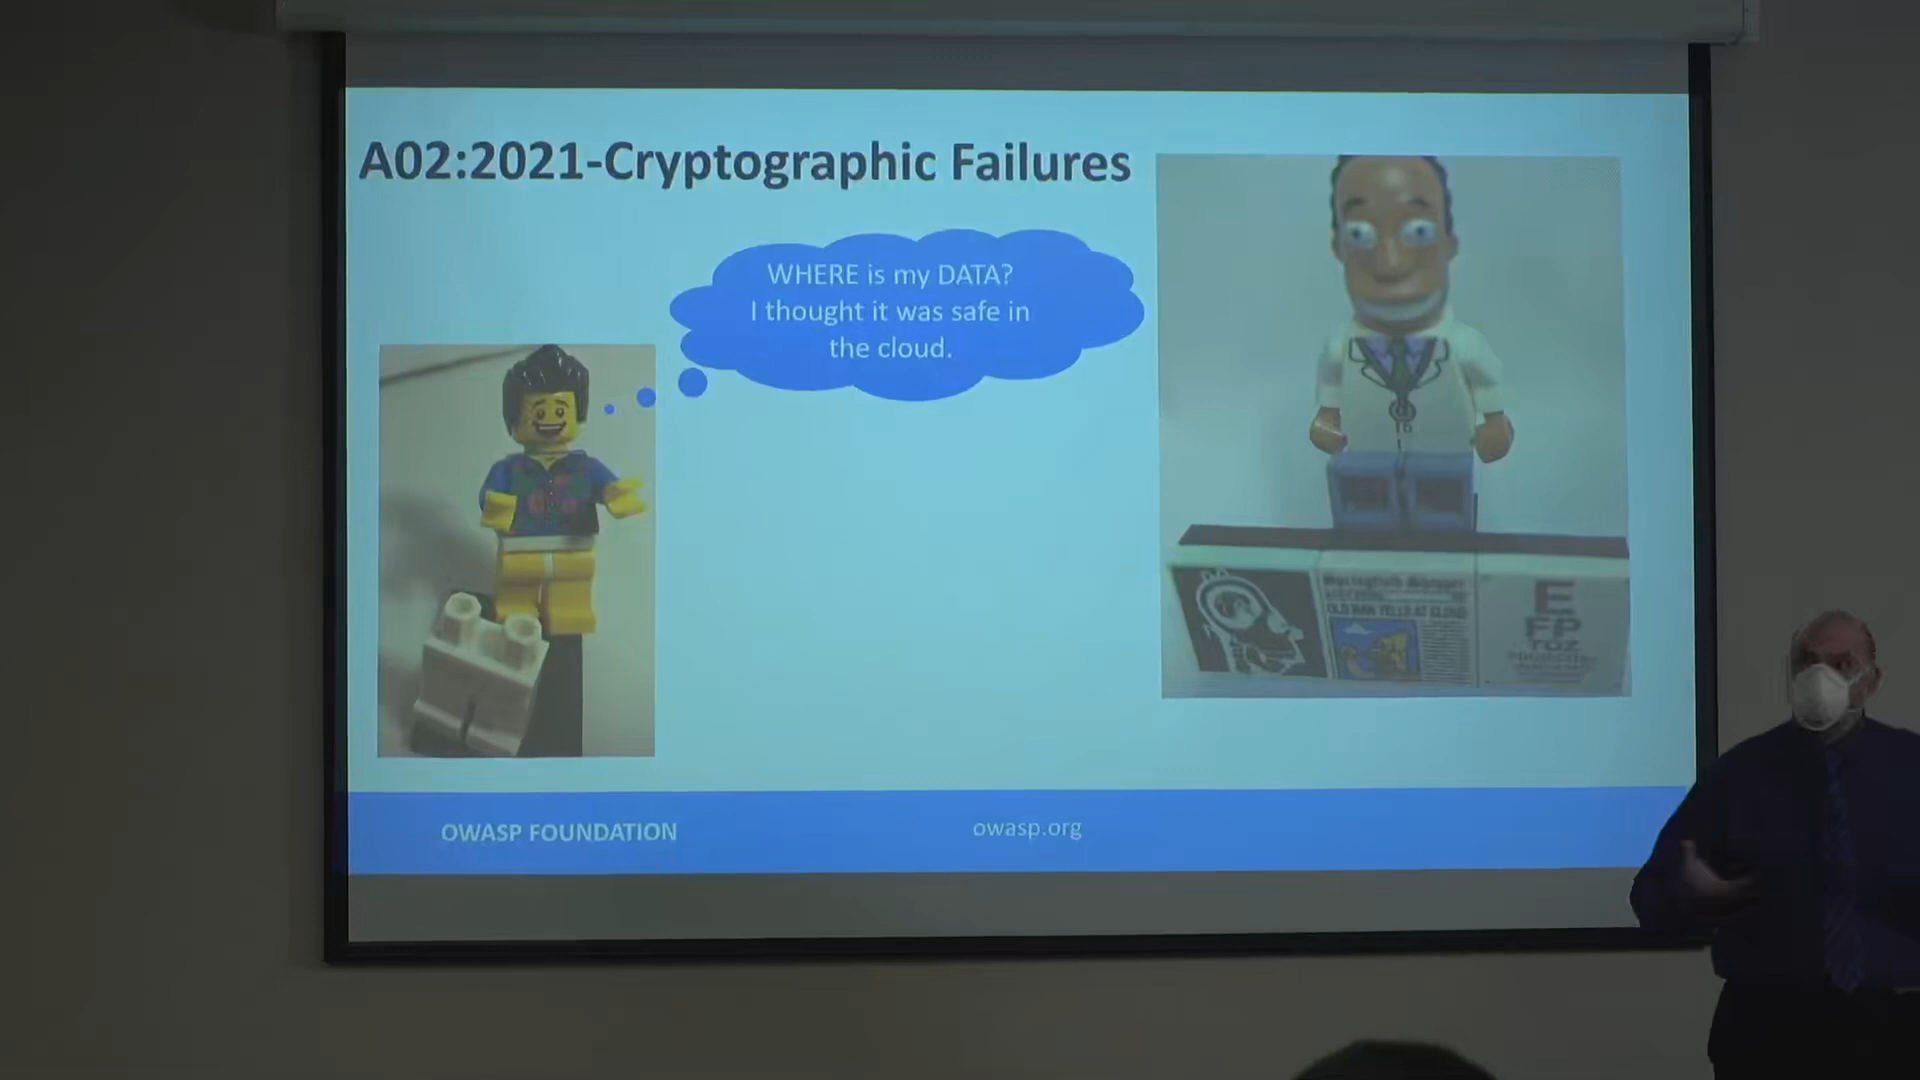 A02:2021-Cryptographic Failures
WHERE is my DATA?
I thought it was safe in
the cloud.
OLD MAN YELLS AT CLOUD
E
FP
TOZ
OWASP FOUNDATION
owasp.org